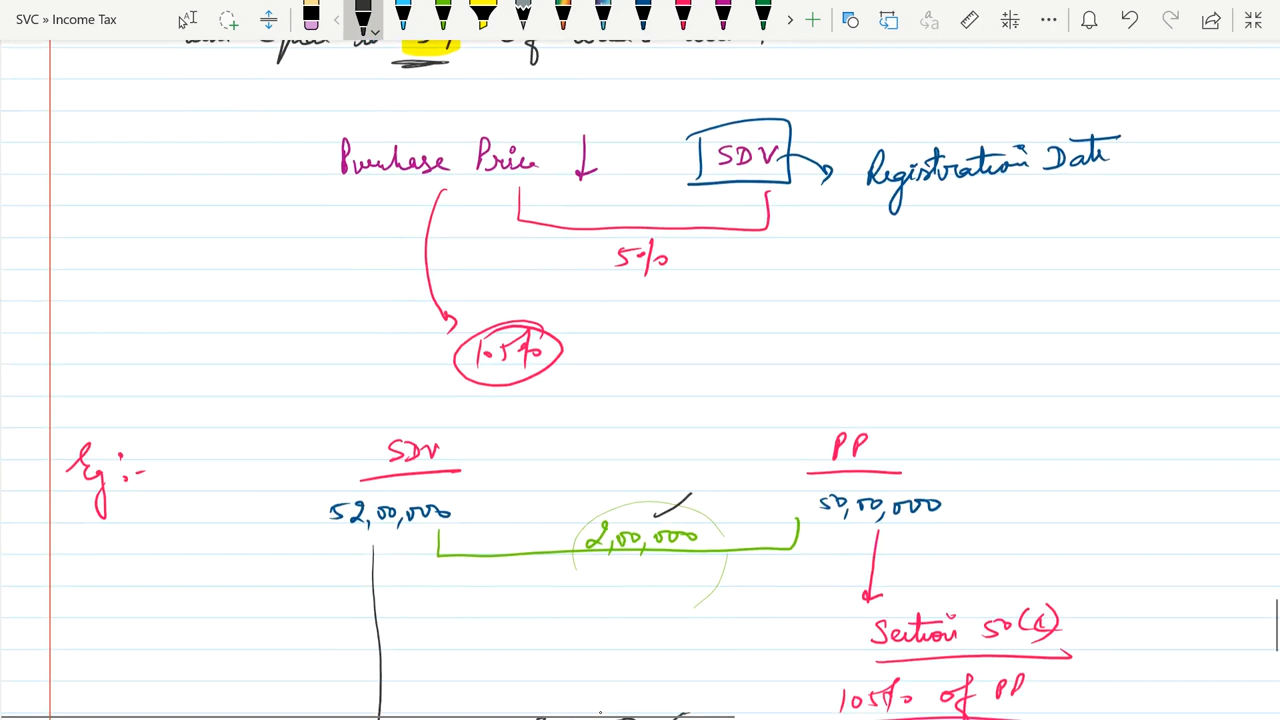 SVC » Income Tax
Purchase Price ↓ SDV → Registration Date
5%
105%
Eg :- SDV PP
52,00,000 2,00,000 ✓ 50,00,000
Section 50(C)
105% of PP